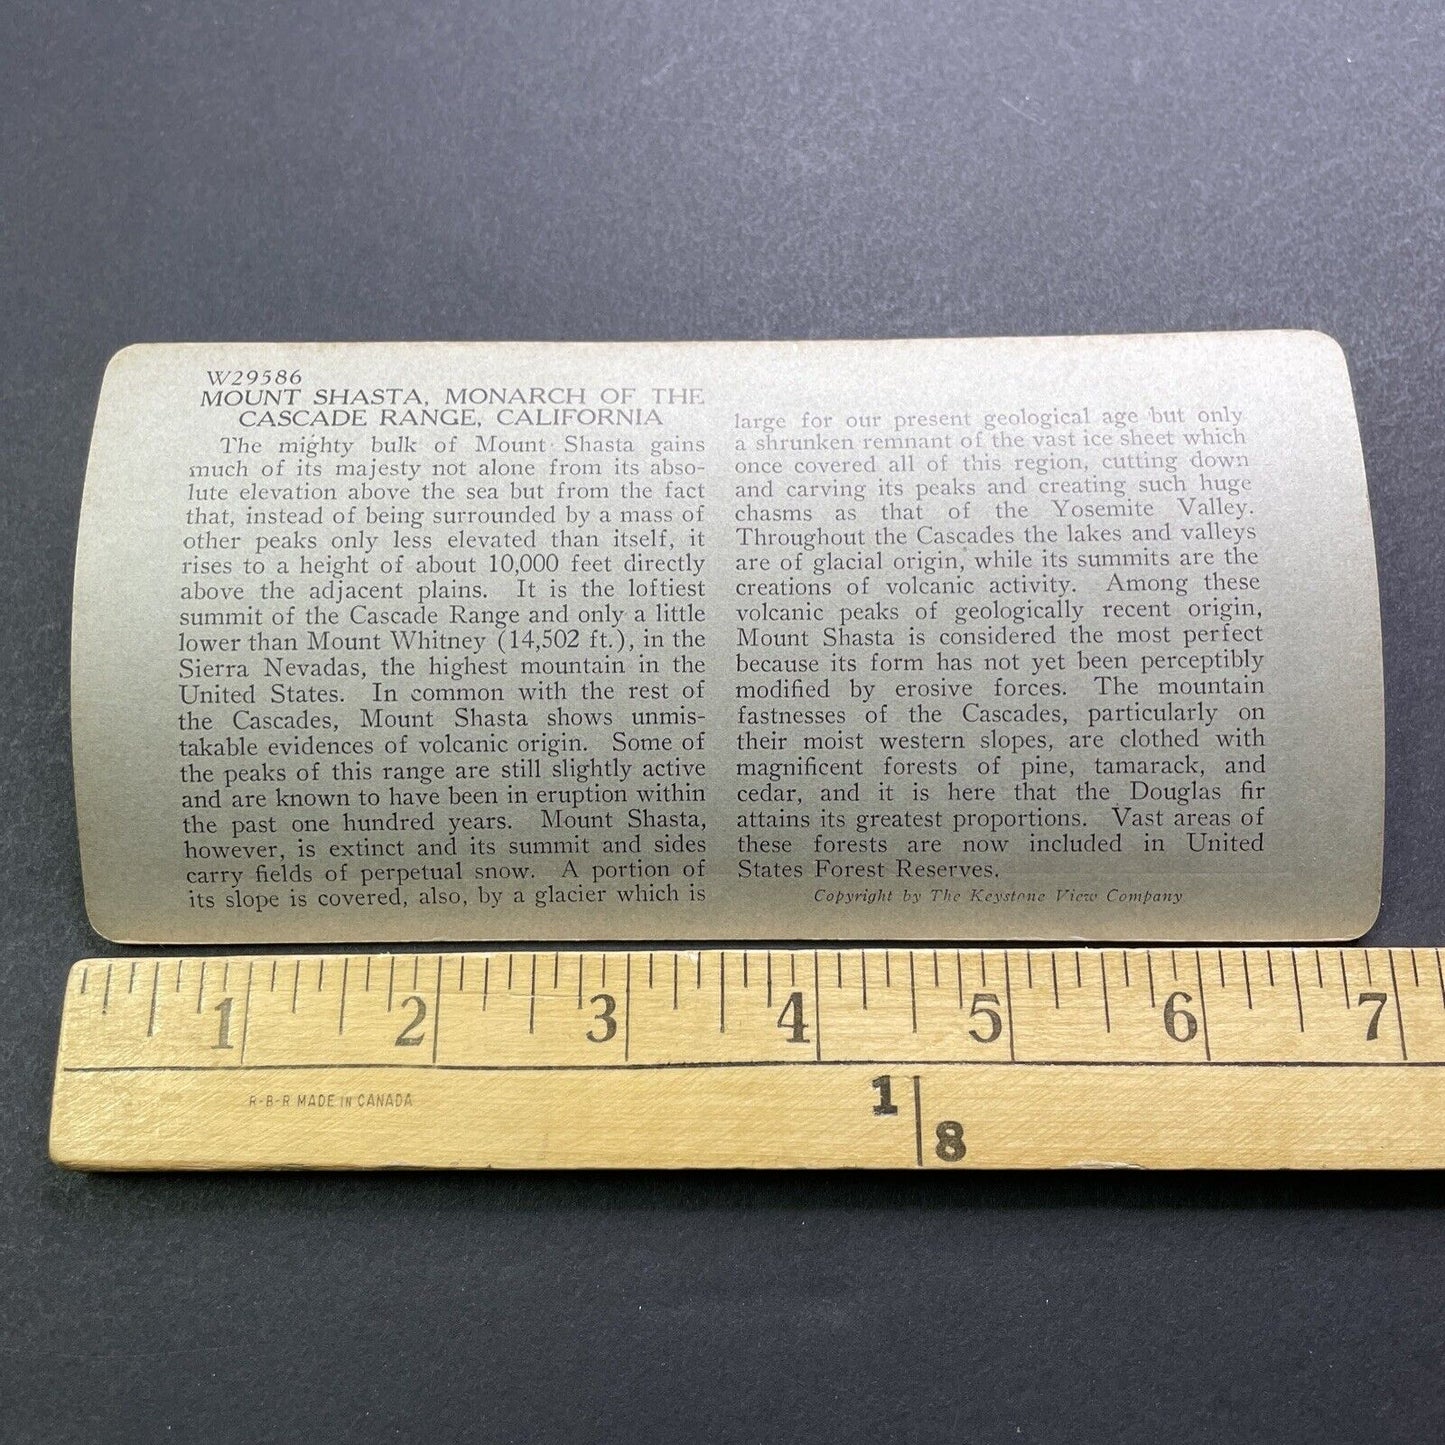 W29586
MOUNT SHASTA, MONARCH OF THE
CASCADE RANGE, CALIFORNIA
The mighty bulk of Mount Shasta gains
much of its majesty not alone from its abso-
lute elevation above the sea but from the fact
that, instead of being surrounded by a mass of
other peaks only less elevated than itself, it
rises to a height of about 10,000 feet directly
above the adjacent plains. It is the loftiest
summit of the Cascade Range and only a little
lower than Mount Whitney (14,502 ft.), in the
Sierra Nevadas, the highest mountain in the
United States. In common with the rest of
the Cascades, Mount Shasta shows unmis-
takable evidences of volcanic origin. Some of
the peaks of this range are still slightly active
and are known to have been in eruption within
the past one hundred years. Mount Shasta,
however, is extinct and its summit and sides
carry fields of perpetual snow. A portion of
its slope is covered, also, by a glacier which is
large for our present geological age but only
a shrunken remnant of the vast ice sheet which
once covered all of this region, cutting down
and carving its peaks and creating such huge
chasms as that of the Yosemite Valley.
Throughout the Cascades the lakes and valleys
are of glacial origin, while its summits are the
creations of volcanic activity. Among these
volcanic peaks of geologically recent origin,
Mount Shasta is considered the most perfect
because its form has not yet been perceptibly
modified by erosive forces. The mountain
fastnesses of the Cascades, particularly on
their moist western slopes, are clothed with
magnificent forests of pine, tamarack, and
cedar, and it is here that the Douglas fir
attains its greatest proportions. Vast areas of
these forests are now included in United
States Forest Reserves.
Copyright by The Keystone View Company
1 2 3 4 5 6 7
R-B-R MADE IN CANADA
1
8